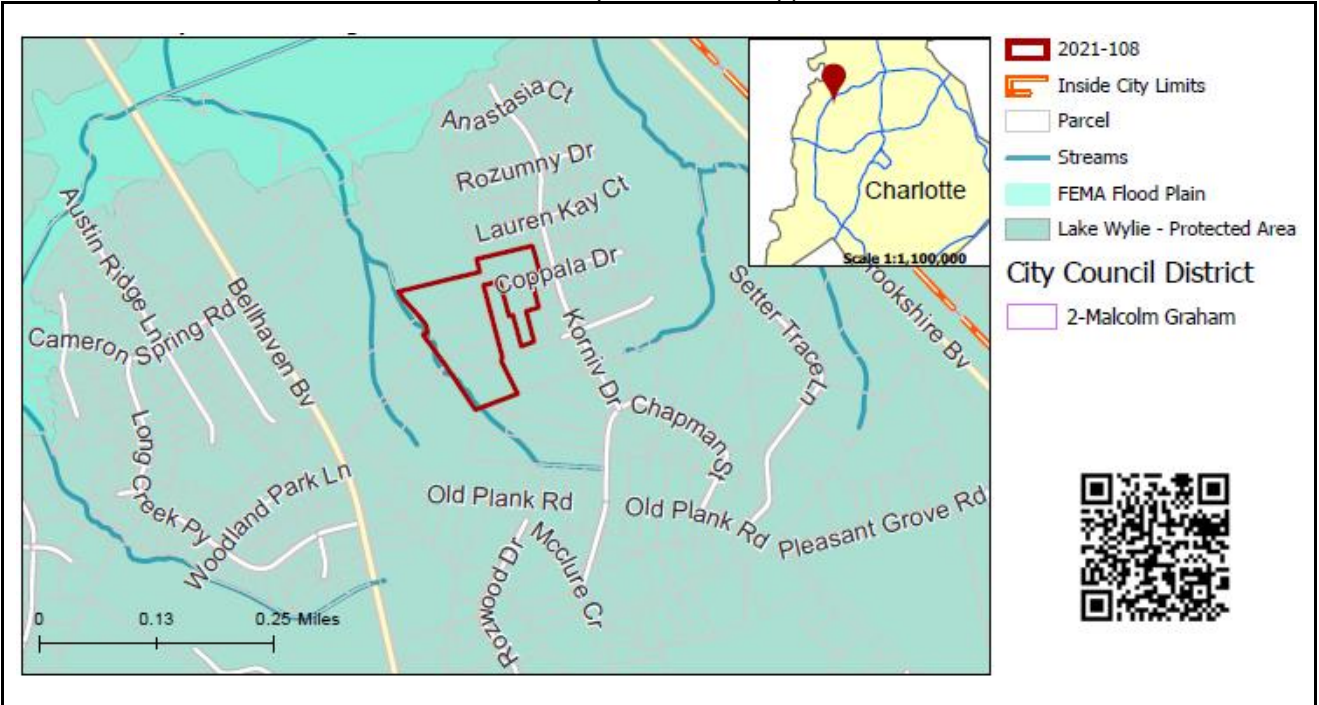 Anastasia Ct
Rozumny Dr
Lauren Kay Ct
Coppala Dr
Korniv Dr
Chapman St
Setter Trace Ln
rookshire Bv
Austin Ridge Ln
Cameron Spring Rd
Bellhaven Bv
Long Creek Py
Woodland Park Ln
Old Plank Rd
Old Plank Rd
Pleasant Grove Rd
Mcclure Cr
Rozwood Dr
0 0.13 0.25 Miles
Charlotte
Scale 1:1,100,000
2021-108
Inside City Limits
Parcel
Streams
FEMA Flood Plain
Lake Wylie - Protected Area
City Council District
2-Malcolm Graham